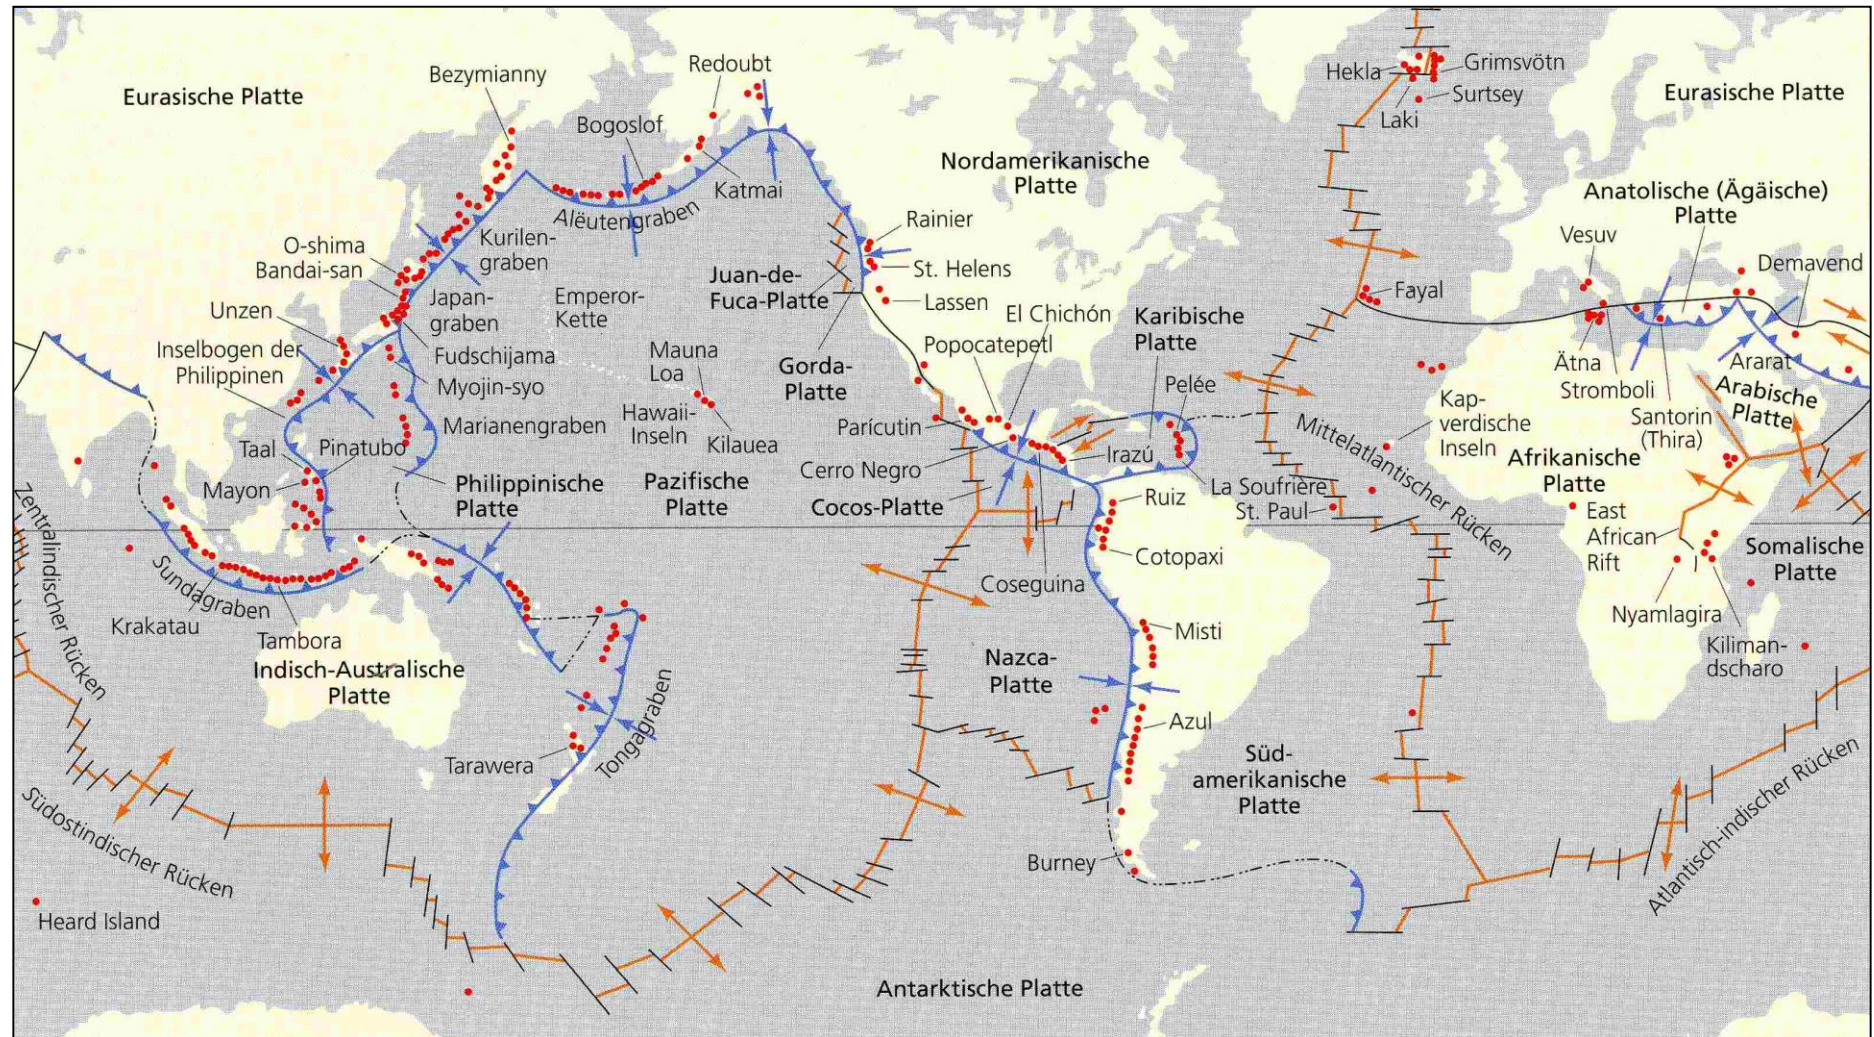 Eurasische Platte
Bezymianny
Redoubt
Bogoslof
Katmai
Alëutengraben
Kurilen-
graben
O-shima
Bandai-san
Japan-
graben
Unzen
Inselbogen der
Philippinen
Fudschijama
Myojin-syo
Marianengraben
Taal
Pinatubo
Mayon
Philippinische
Platte
Emperor-
Kette
Mauna
Loa
Hawaii-
Inseln
Kilauea
Pazifische
Platte
Nordamerikanische
Platte
Rainier
St. Helens
Lassen
Juan-de-
Fuca-Platte
Gorda-
Platte
El Chichón
Popocatepetl
Karibische
Platte
Pelée
Parícutin
Cerro Negro
Irazú
La Soufrière
St. Paul
Cocos-Platte
Coseguina
Ruiz
Cotopaxi
Misti
Nazca-
Platte
Azul
Süd-
amerikanische
Platte
Burney
Hekla
Grimsvötn
Surtsey
Laki
Eurasische Platte
Anatolische (Ägäische)
Platte
Vesuv
Demavend
Fayal
Ätna
Stromboli
Santorin
(Thira)
Ararat
Arabische
Platte
Kap-
verdische
Inseln
Mittelatlantischer Rücken
Afrikanische
Platte
East
African
Rift
Somalische
Platte
Nyamlagira
Kiliman-
dscharo
Zentralindischer Rücken
Sundagraben
Krakatau
Tambora
Indisch-Australische
Platte
Tarawera
Tongagraben
Südostindischer Rücken
Heard Island
Atlantisch-indischer Rücken
Antarktische Platte